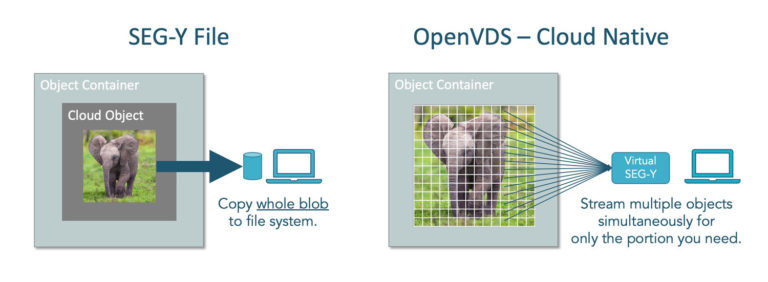 SEG-Y File
Object Container
Cloud Object
Copy whole blob
to file system.
OpenVDS – Cloud Native
Object Container
Virtual
SEG-Y
Stream multiple objects
simultaneously for
only the portion you need.